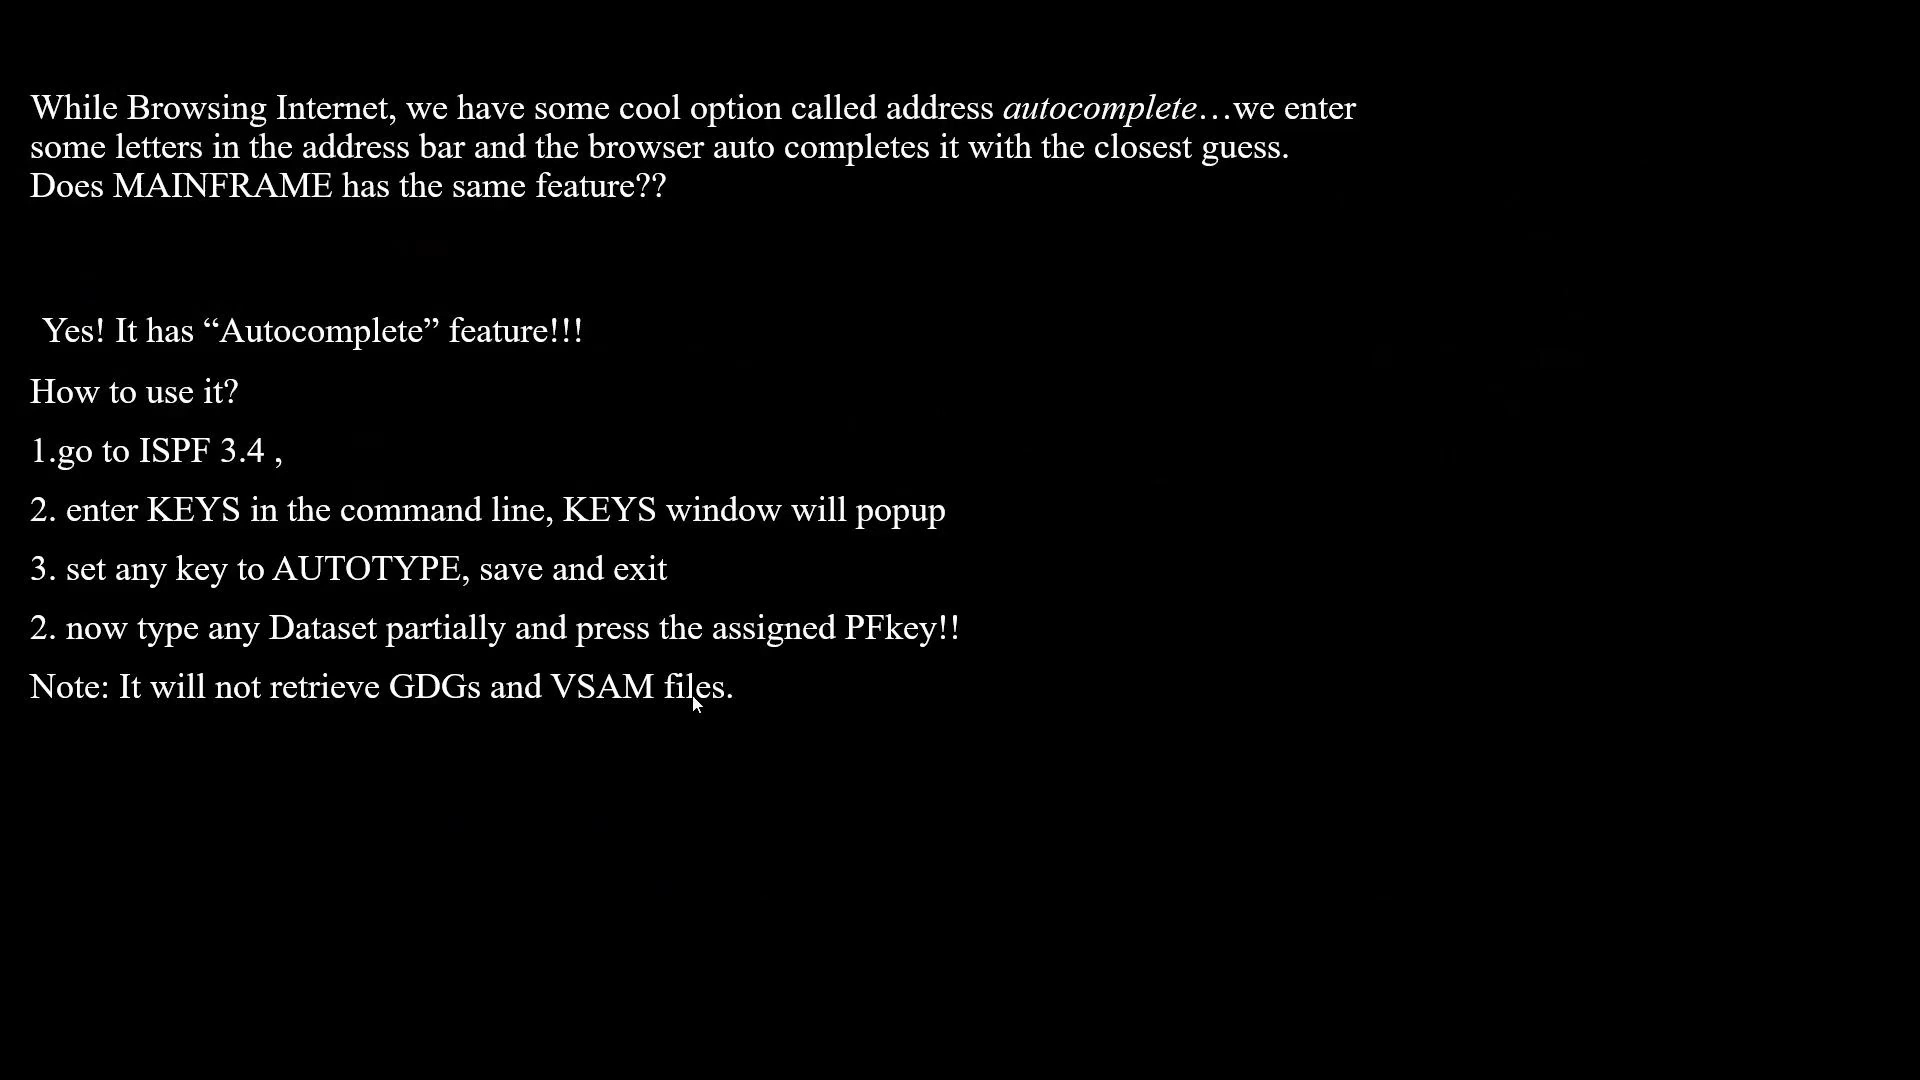 While Browsing Internet, we have some cool option called address autocomplete…we enter
some letters in the address bar and the browser auto completes it with the closest guess.
Does MAINFRAME has the same feature??
Yes! It has “Autocomplete” feature!!!
How to use it?
1.go to ISPF 3.4 ,
2. enter KEYS in the command line, KEYS window will popup
3. set any key to AUTOTYPE, save and exit
2. now type any Dataset partially and press the assigned PFkey!!
Note: It will not retrieve GDGs and VSAM files.